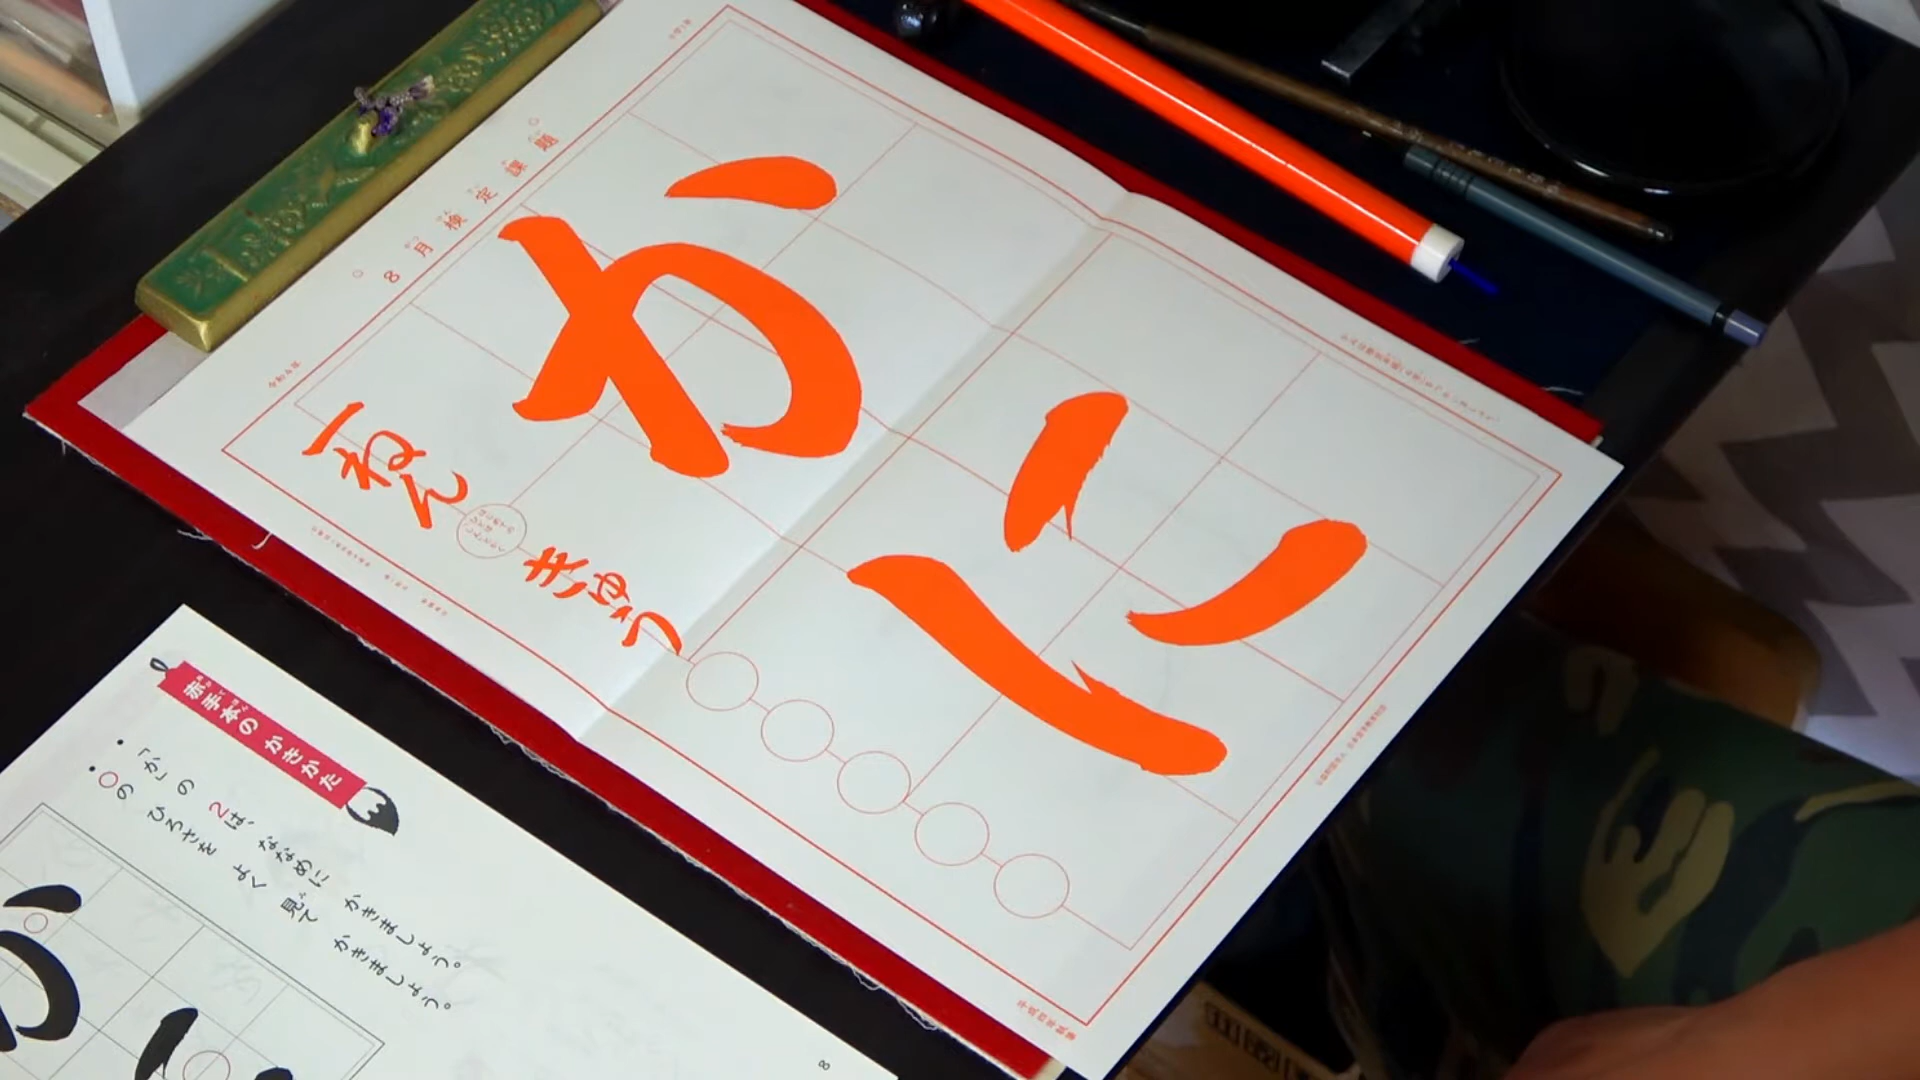 8月検定課題
かに
一ねん きゅう
赤手本の かきかた
・「か」の 2は、ななめに かきましょう。
・○の ひろさを よく 見て かきましょう。
か
8